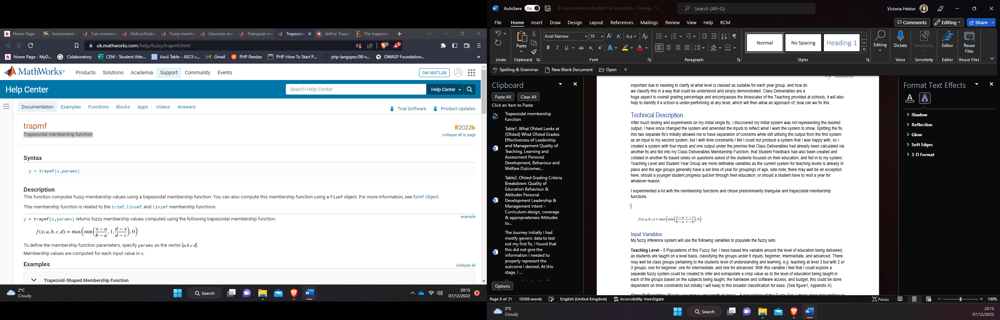 Home Page -
Assessment -
Can someone
Defuzzificatio
Fuzzy membe
Gaussian mem
Triangular me
Trapezoid
define Trapez
The trapezoid
uk.mathworks.com/help/fuzzy/trapmf.html
Home Page - MyD...
Colaboratory
CEM - Student Atte...
Ascii Table - ASCII c...
Gmail
PHP Pandas
PHP :How To Start P...
php-langspec/00-s...
OWASP Foundation...
MathWorks®
Products
Solutions
Academia
Support
Community
Events
Get MATLAB
Help Center
Search Help Center
Help Center
Documentation
Examples
Functions
Blocks
Apps
Videos
Answers
Trial Software
Product Updates
trapmf
R2022b
Trapezoidal membership function
collapse all in page
Syntax
y = trapmf(x,params)
Description
This function computes fuzzy membership values using a trapezoidal membership function. You can also compute this membership function using a fismf object. For more information, see fismf Object.
This membership function is related to the trimf, linsmf, and linzmf membership functions.
example
y = trapmf(x,params) returns fuzzy membership values computed using the following trapezoidal membership function:
f(x; a, b, c, d) = max(min((x − a)/(b − a), 1, (d − x)/(d − c)), 0)
To define the membership function parameters, specify params as the vector [a b c d].
Membership values are computed for each input value in x.
Examples
collapse all
Trapezoid-Shaped Membership Function
2°C
Cloudy
Search
20:15
07/12/2022
4
AutoSave
On
A Fuzzy Inference System For Education • Saving...
Search (Alt+Q)
Victoria Hektor
File
Home
Insert
Draw
Design
Layout
References
Mailings
Review
View
Help
RCM
Comments
Editing
Share
Paste
Arial Narrow
10
Normal
No Spacing
Heading 1
Editing
Dictate
Sensitivity
Editor
Reuse
Files
Undo
Clipboard
Font
Paragraph
Styles
Voice
Sensitivity
Editor
Reuse Files
Spelling & Grammar
New Blank Document
Open
Clipboard
Paste All
Clear All
Click an Item to Paste:
Trapezoidal membership
function
Table1. What Ofsted Looks at
(Ofsted) What Ofsted Grades:
Effectiveness of Leadership
and Management Quality of
Teaching, Learning and
Assessment Personal
Development, Behaviour and
Welfare Outcomes...
Table2. Ofsted Grading Criteria
Breakdown: Quality of
Education Behaviour &
Attitudes Personal
Development Leadership &
Management Intent –
Curriculum design, coverage
& appropriateness Attitudes
to...
The Journey Initially I had
mostly generic data to test
out my first fis, I found that
this did not give the
information I needed to
properly represent the
outcome I desired. At this
stage, I ...
Options
LEICESTER
important due to needing to clarify at what level is classed as suitable for each year group, and how do
we classify this in a way that could be understood and simply demonstrated. Class Deliverables are a
huge aspect to overall grading percentage and encompasses the timescales of the Teaching provided at schools, it will also
help to identify if a school is under-performing at any level, which will then allow an approach of, how can we fix this.
Technical Description
After much testing and experiments on my initial single fis, I discovered my initial system was not representing the desired
output, I have since changed the system and amended the inputs to reflect what I want the system to show. Splitting the fis
into two separate fis's initially allowed me to have separation of concerns while still utilising the output from the first system
as an input to my second system, but I with time constraints I felt I could not produce a system that I was happy with, so I
created a system with four inputs and one output under the premise that Class Deliverables had already been calculated via
another fis and fed into my Class Deliverables Membership Function, that Student Feedback had also been created and
collated in another fis based solely on questions asked of the students focused on their education, and fed in to my system.
Teaching Level and Student Year Group are more definable variables as the current system for teaching levels is already in
place and the age groups generally have a set time of year for groupings of age, side note; there may well be an exception
here, should a younger student progress quicker through their education, or should a student have to resit a year for
whatever reason.
I experimented a lot with the membership functions and chose predominantly triangular and trapezoidal membership
functions.
f(x; a, b, c) = max(min((x − a)/(b − a), (c − x)/(c − b)), 0)
Input Variables:
My fuzzy inference system will use the following variables to populate the fuzzy sets.
Teaching Level – 5 Populations of this Fuzzy Set: I have based this variable around the level of education being delivered,
as students are taught on a level basis, classifying the groups under 5 inputs; beginner, intermediate, and advanced. There
may well be class groups pertaining to the students level of understanding and learning, e.g. teaching at level 3 but with 2 or
3 groups, one for beginner, one for intermediate, and one for advanced. With this variable I feel that I could explore a
separate fuzzy system could be created to infer and extrapolate a crisp value as to the level of education being taught in
each of the groups based on the subjects being taught, the hardware and software access, and budget, this could be done
dependent on time constraints but initially I will keep to this broader classification for ease. (See figure1, Appendix A)
Format Text Effects
Shadow
Reflection
Glow
Soft Edges
3-D Format
Page 8 of 31
10369 words
English (United Kingdom)
Accessibility: Investigate
Focus
100%
2°C
Cloudy
Search
20:15
07/12/2022